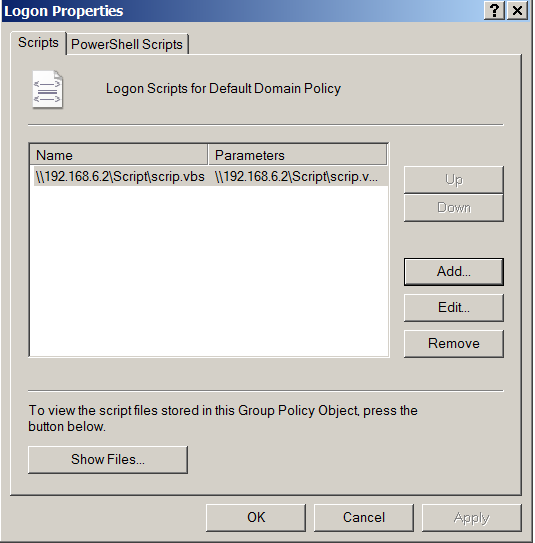 Logon Properties
Scripts PowerShell Scripts
Logon Scripts for Default Domain Policy
Name Parameters
\\192.168.6.2\Script\scrip.vbs \\192.168.6.2\Script\scrip.v...
Up
Down
Add...
Edit...
Remove
To view the script files stored in this Group Policy Object, press the
button below.
Show Files...
OK Cancel Apply